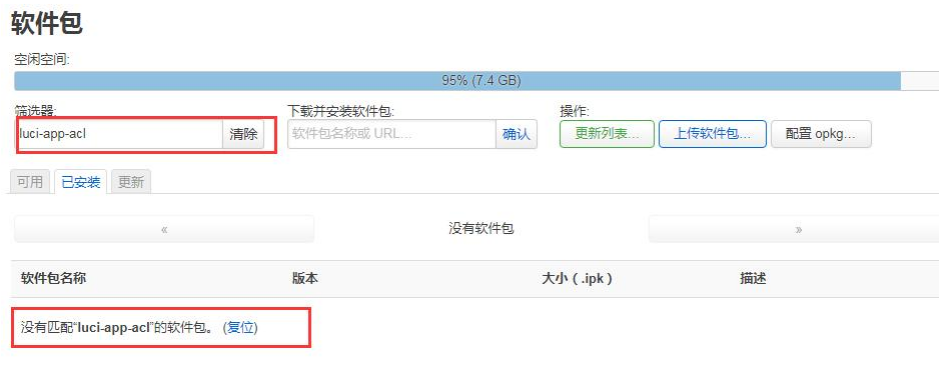 软件包
空闲空间:
95% (7.4 GB)
筛选器: 下载并安装软件包: 操作:
luci-app-acl 清除 软件包名称或 URL... 确认 更新列表... 上传软件包... 配置 opkg...
可用 已安装 更新
« 没有软件包 »
软件包名称 版本 大小 ( .ipk ) 描述
没有匹配“luci-app-acl”的软件包。 (复位)